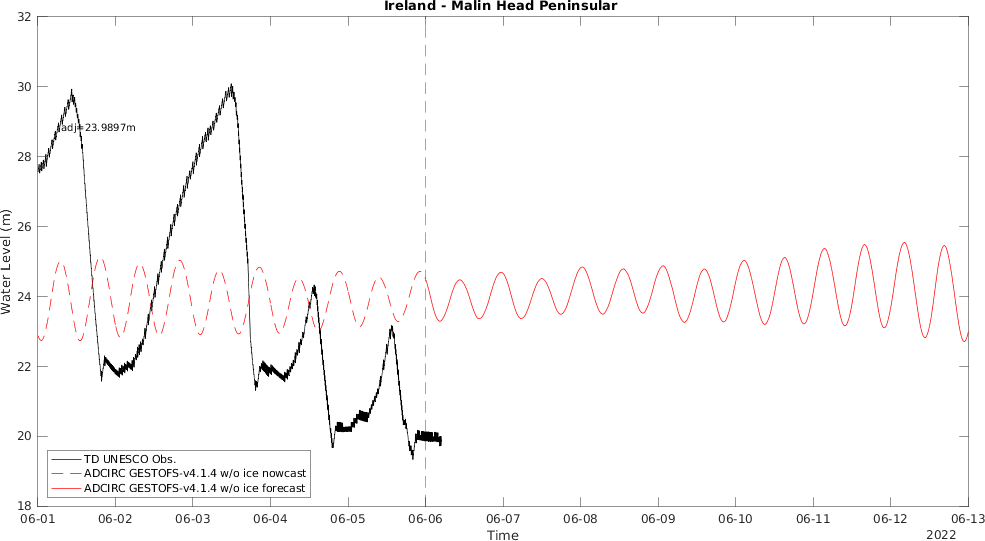 Ireland - Malin Head Peninsular
32
30
28
26
24
22
20
18
Water Level (m)
adj=23.9897m
TD UNESCO Obs.
ADCIRC GESTOFS-v4.1.4 w/o ice nowcast
ADCIRC GESTOFS-v4.1.4 w/o ice forecast
06-01 06-02 06-03 06-04 06-05 06-06 06-07 06-08 06-09 06-10 06-11 06-12 06-13
Time
2022